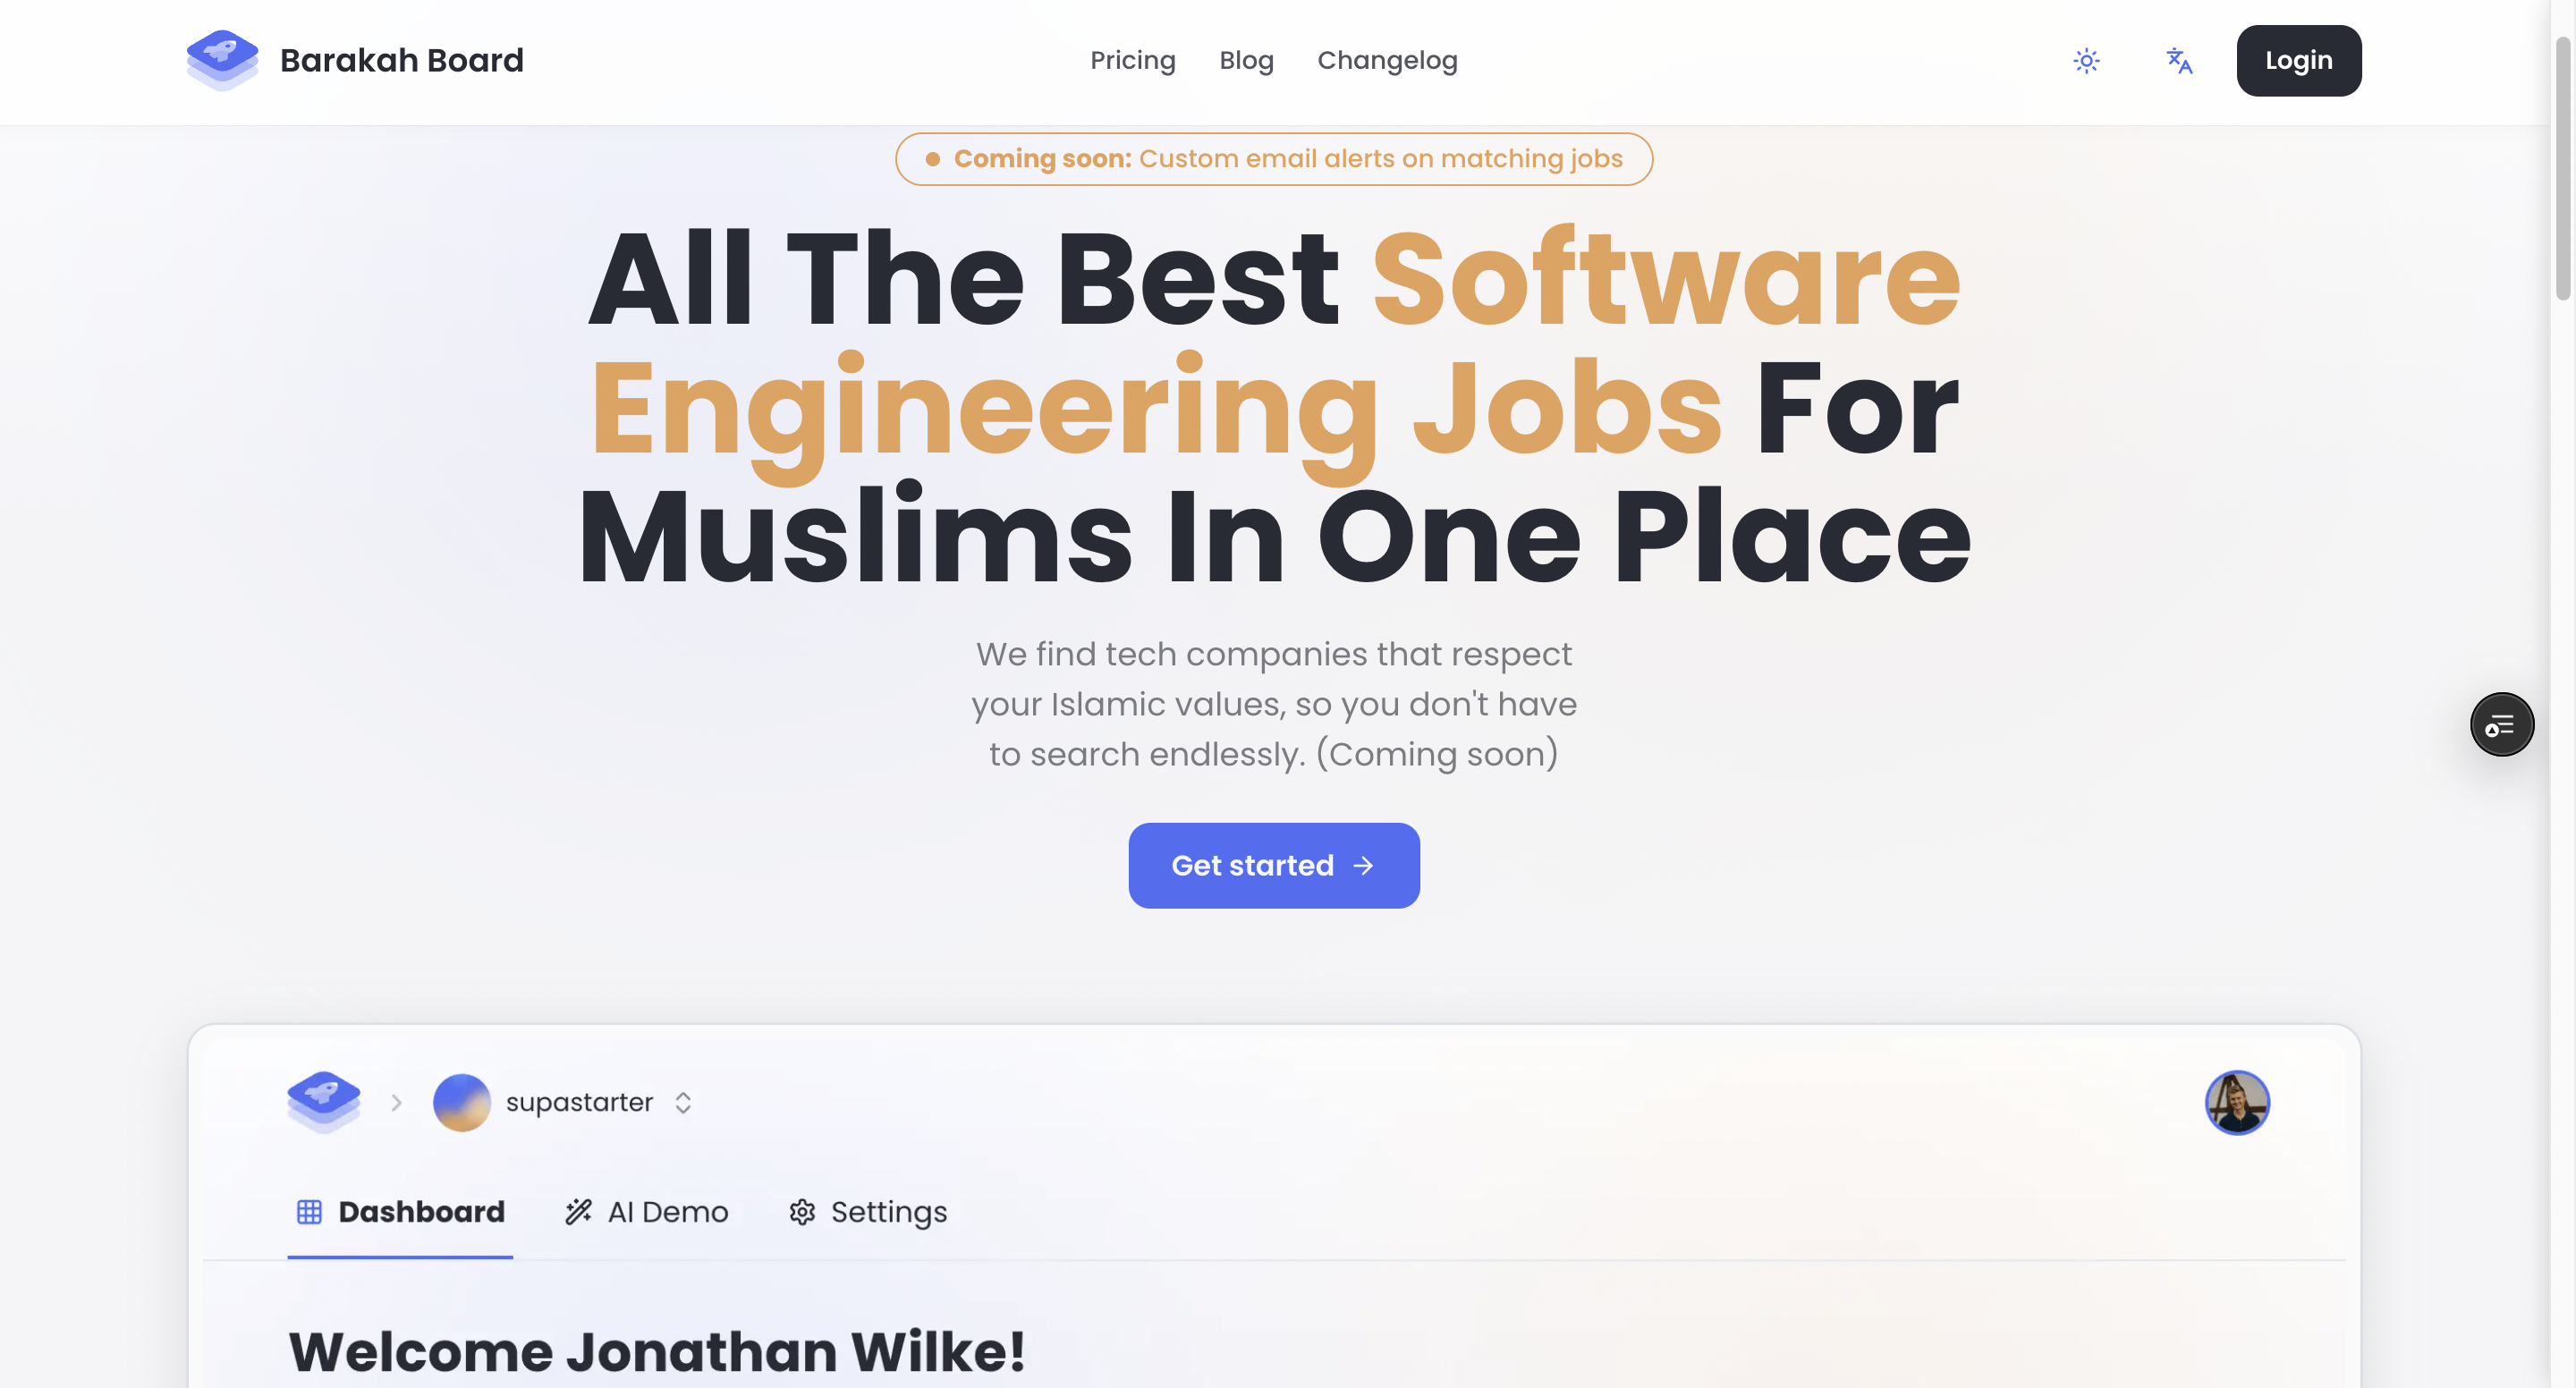 Barakah Board
Pricing Blog Changelog
Login
Coming soon: Custom email alerts on matching jobs
All The Best Software
Engineering Jobs For
Muslims In One Place
We find tech companies that respect
your Islamic values, so you don't have
to search endlessly. (Coming soon)
Get started
supastarter
Dashboard AI Demo Settings
Welcome Jonathan Wilke!